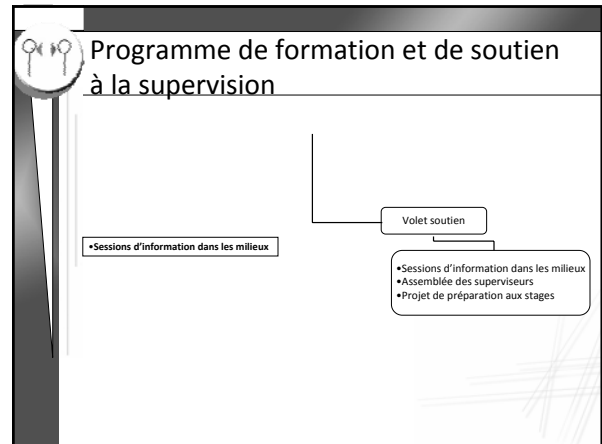 Programme de formation et de soutien
à la supervision
Volet soutien
•Sessions d’information dans les milieux
•Sessions d’information dans les milieux
•Assemblée des superviseurs
•Projet de préparation aux stages